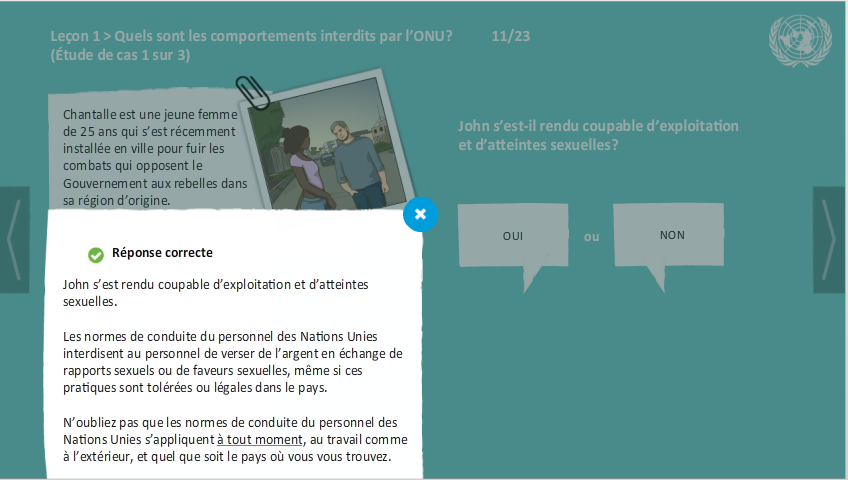 Leçon 1 > Quels sont les comportements interdits par l'ONU? 11/23
(Étude de cas 1 sur 3)
Chantalle est une jeune femme
de 25 ans qui s'est récemment
installée en ville pour fuir les
combats qui opposent le
Gouvernement aux rebelles dans
sa région d'origine.
Réponse correcte
John s'est rendu coupable d'exploitation et d'atteintes
sexuelles.
Les normes de conduite du personnel des Nations Unies
interdisent au personnel de verser de l'argent en échange de
rapports sexuels ou de faveurs sexuelles, même si ces
pratiques sont tolérées ou légales dans le pays.
N'oubliez pas que les normes de conduite du personnel des
Nations Unies s'appliquent à tout moment, au travail comme
à l'extérieur, et quel que soit le pays où vous vous trouvez.
John s'est-il rendu coupable d'exploitation
et d'atteintes sexuelles?
OUI ou NON